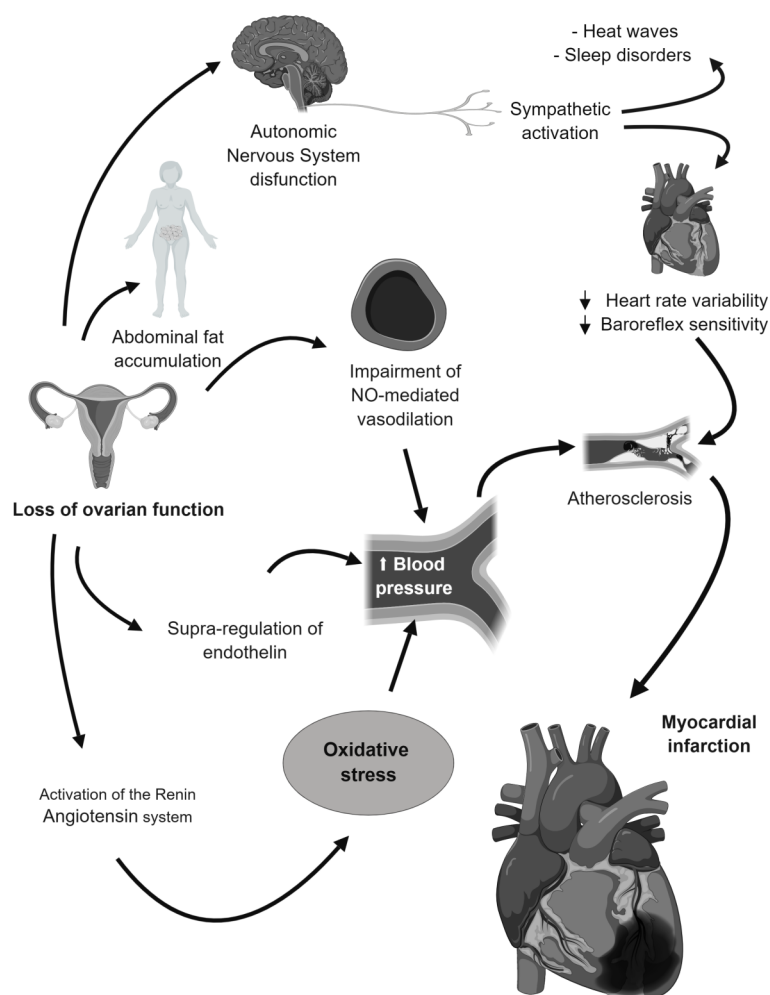 - Heat waves
- Sleep disorders
Sympathetic
activation
Autonomic
Nervous System
disfunction
↓ Heart rate variability
↓ Baroreflex sensitivity
Abdominal fat
accumulation
Impairment of
NO-mediated
vasodilation
Loss of ovarian function
Atherosclerosis
↑ Blood
pressure
Supra-regulation of
endothelin
Oxidative
stress
Myocardial
infarction
Activation of the Renin
Angiotensin system